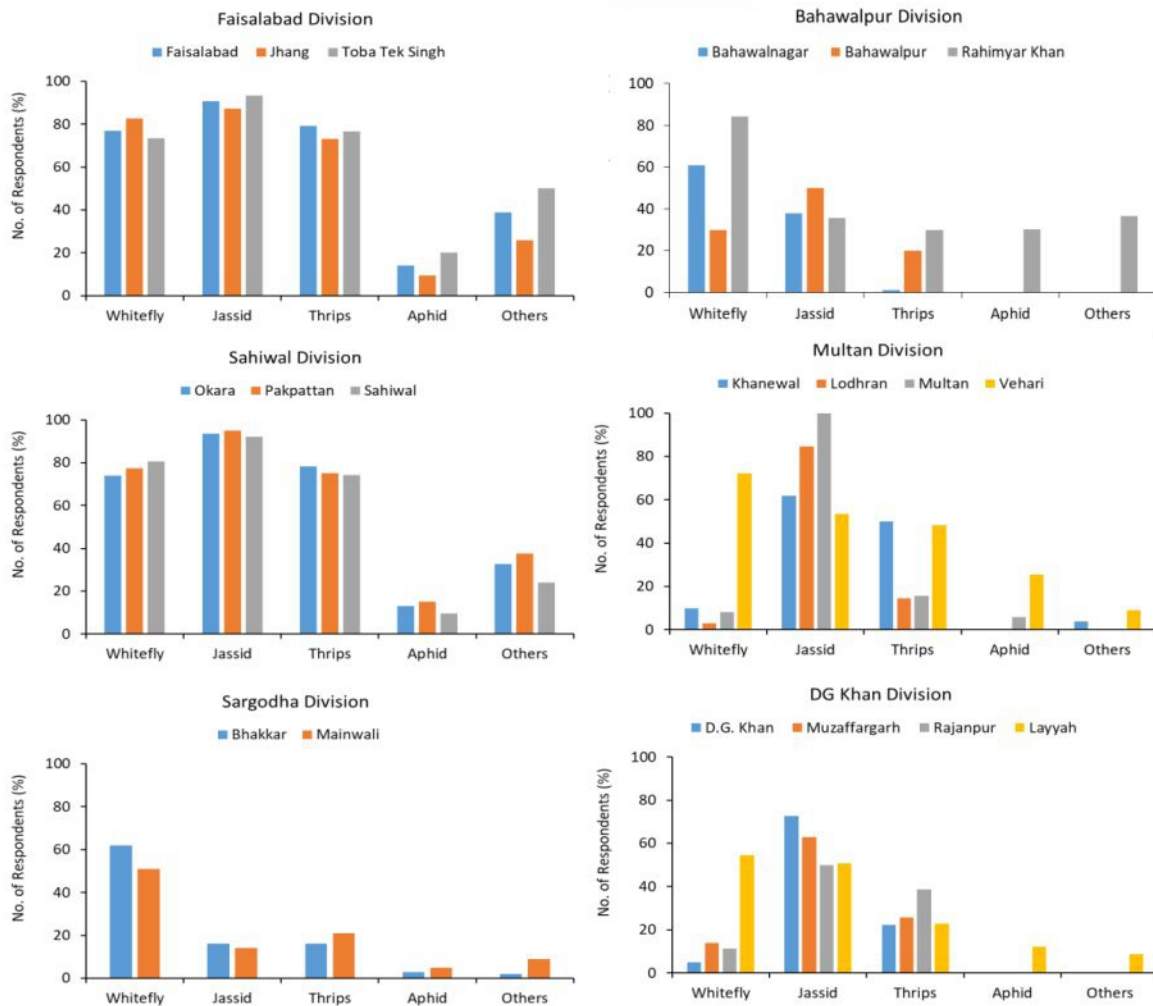 Faisalabad Division
Faisalabad Jhang Toba Tek Singh
No. of Respondents (%)
100
80
60
40
20
0
Whitefly Jassid Thrips Aphid Others
Bahawalpur Division
Bahawalnagar Bahawalpur Rahimyar Khan
100
80
60
40
20
0
Whitefly Jassid Thrips Aphid Others
Sahiwal Division
Okara Pakpattan Sahiwal
No. of Respondents (%)
100
80
60
40
20
0
Whitefly Jassid Thrips Aphid Others
Multan Division
Khanewal Lodhran Multan Vehari
No. of Respondents (%)
100
80
60
40
20
0
Whitefly Jassid Thrips Aphid Others
Sargodha Division
Bhakkar Mainwali
No. of Respondents (%)
100
80
60
40
20
0
Whitefly Jassid Thrips Aphid Others
DG Khan Division
D.G. Khan Muzaffargarh Rajanpur Layyah
No. of Respondents (%)
100
80
60
40
20
0
Whitefly Jassid Thrips Aphid Others